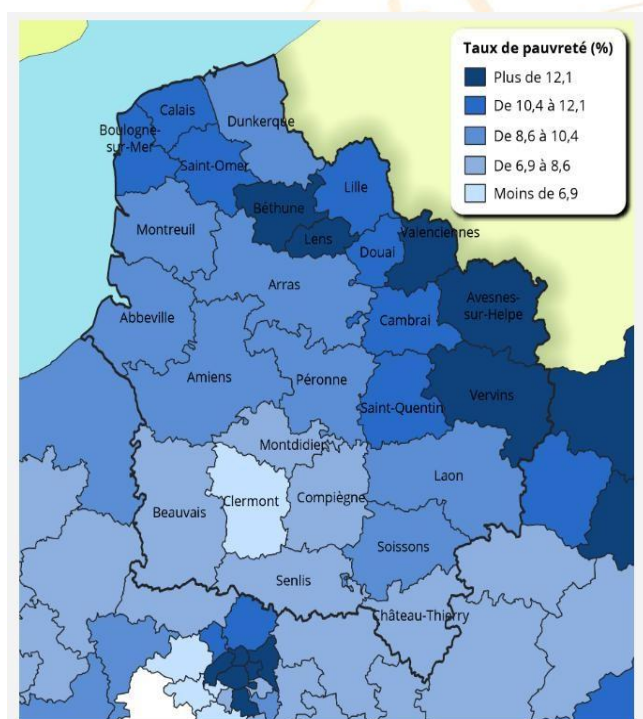 Taux de pauvreté (%)
Plus de 12,1
De 10,4 à 12,1
De 8,6 à 10,4
De 6,9 à 8,6
Moins de 6,9
Calais
Dunkerque
Boulogne-
sur-Mer
Saint-Omer
Lille
Béthune
Lens
Valenciennes
Montreuil
Douai
Arras
Avesnes-
sur-Helpe
Abbeville
Cambrai
Amiens
Péronne
Saint-Quentin
Vervins
Montdidier
Laon
Clermont
Compiègne
Beauvais
Soissons
Senlis
Château-Thierry